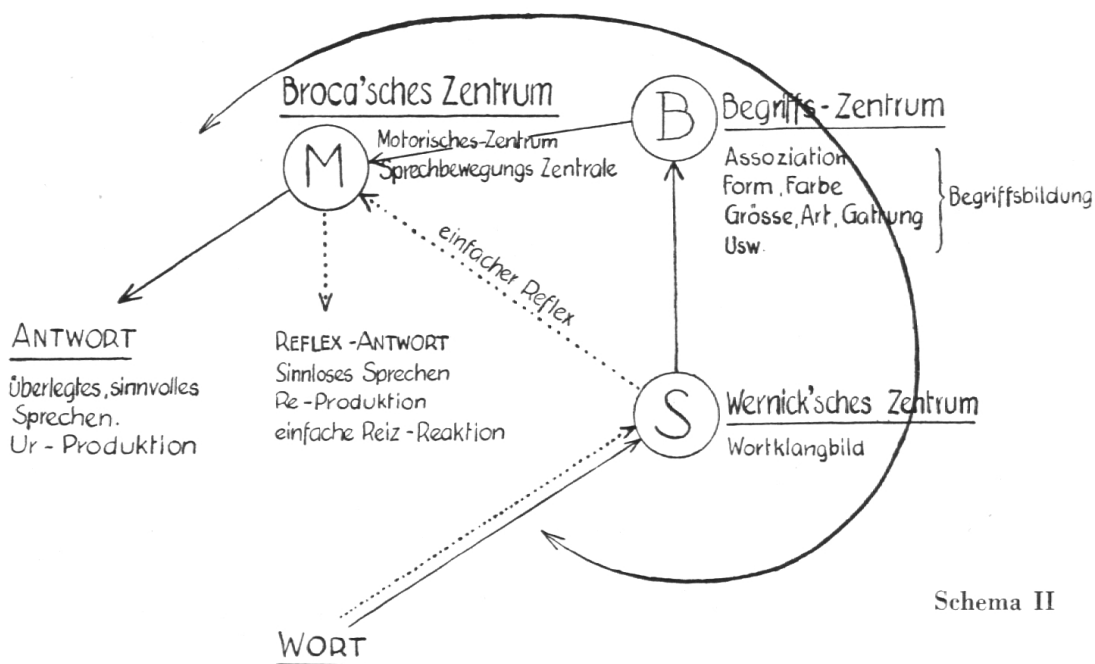 Broca'sches Zentrum
M
Motorisches-Zentrum
Sprechbewegungs Zentrale
B
Begriffs-Zentrum
Assoziation
Form, Farbe
Grösse, Art, Gattung
Usw.
Begriffsbildung
einfacher Reflex
ANTWORT
überlegtes, sinnvolles
Sprechen.
Ur-Produktion
REFLEX-ANTWORT
Sinnloses Sprechen
Re-Produktion
einfache Reiz-Reaktion
S
Wernick'sches Zentrum
Wortklangbild
WORT
Schema II